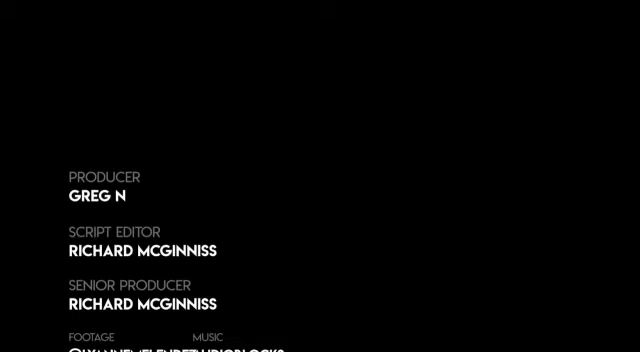 PRODUCER
GREG N
SCRIPT EDITOR
RICHARD MCGINNISS
SENIOR PRODUCER
RICHARD MCGINNISS
FOOTAGE MUSIC